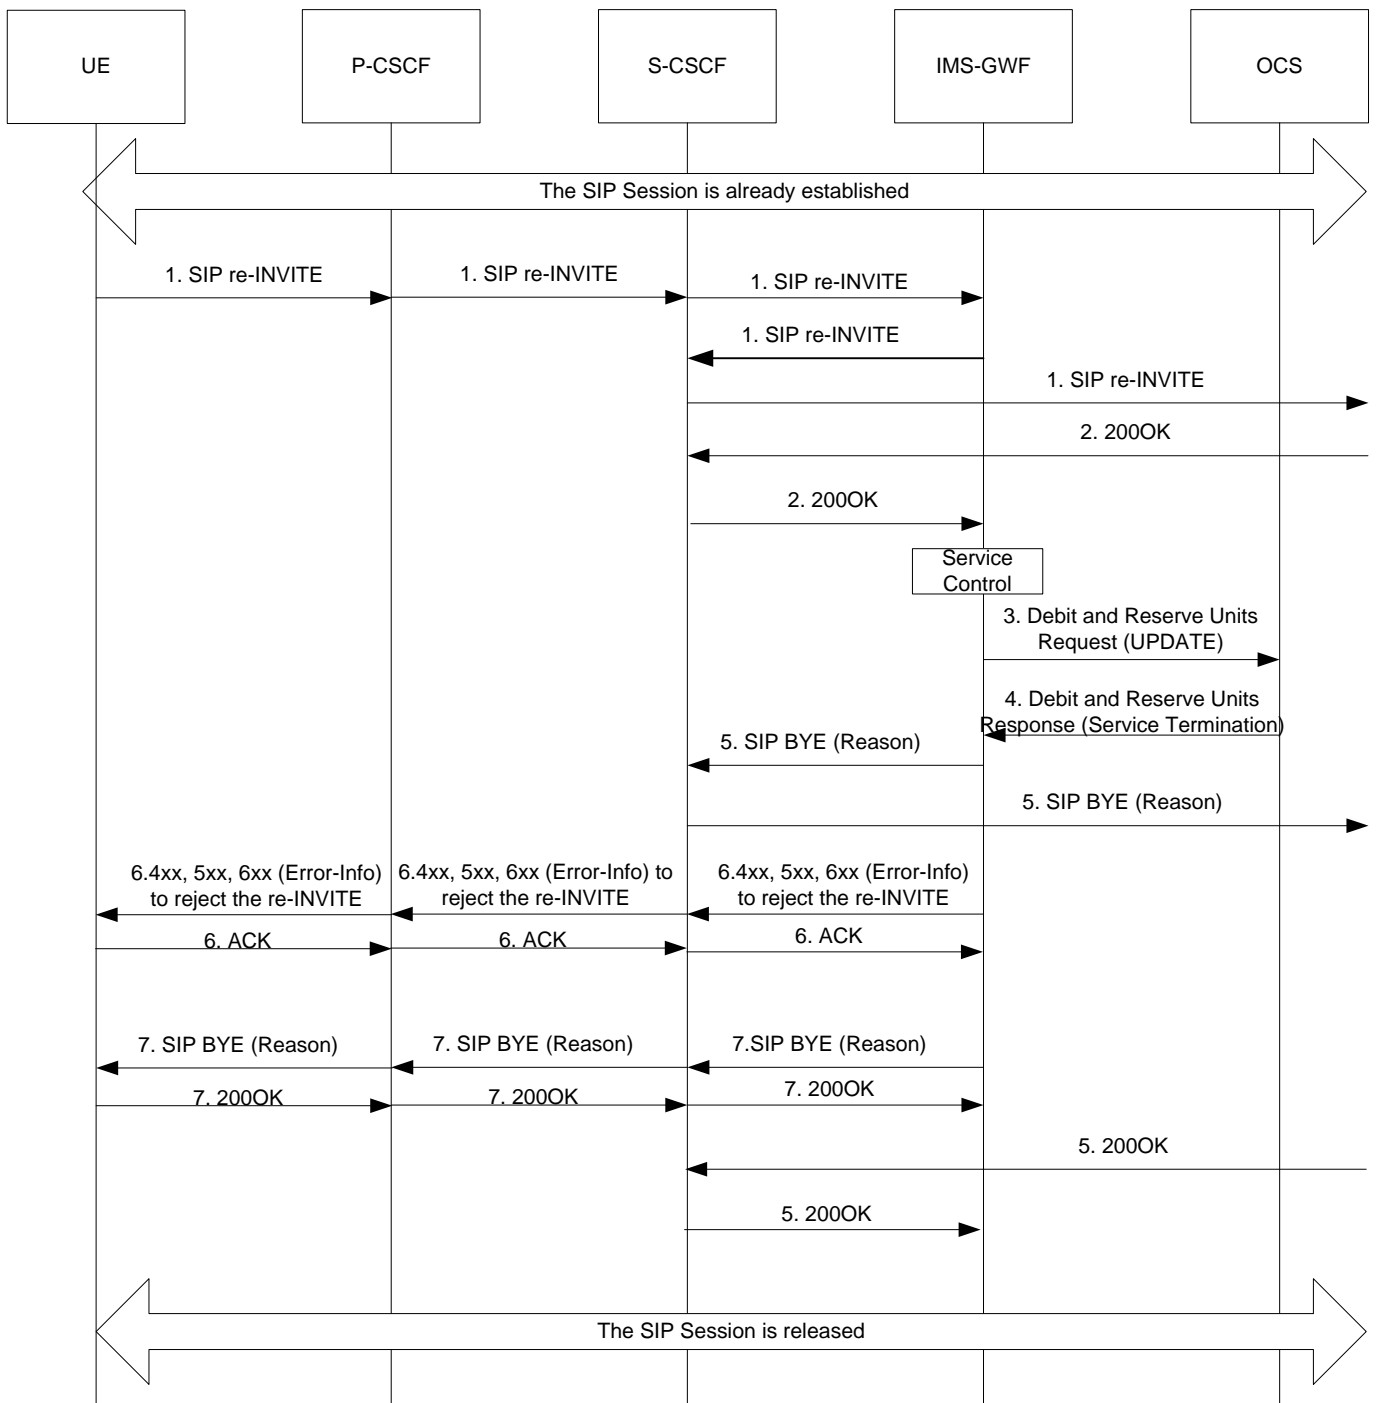 UE
P-CSCF
S-CSCF
IMS-GWF
OCS
The SIP Session is already established
1. SIP re-INVITE
1. SIP re-INVITE
1. SIP re-INVITE
1. SIP re-INVITE
1. SIP re-INVITE
2. 200OK
2. 200OK
Service
Control
3. Debit and Reserve Units
Request (UPDATE)
4. Debit and Reserve Units
Response (Service Termination)
5. SIP BYE (Reason)
5. SIP BYE (Reason)
6.4xx, 5xx, 6xx (Error-Info)
to reject the re-INVITE
6.4xx, 5xx, 6xx (Error-Info) to
reject the re-INVITE
6.4xx, 5xx, 6xx (Error-Info)
to reject the re-INVITE
6. ACK
6. ACK
6. ACK
7. SIP BYE (Reason)
7. SIP BYE (Reason)
7.SIP BYE (Reason)
7. 200OK
7. 200OK
7. 200OK
5. 200OK
5. 200OK
The SIP Session is released